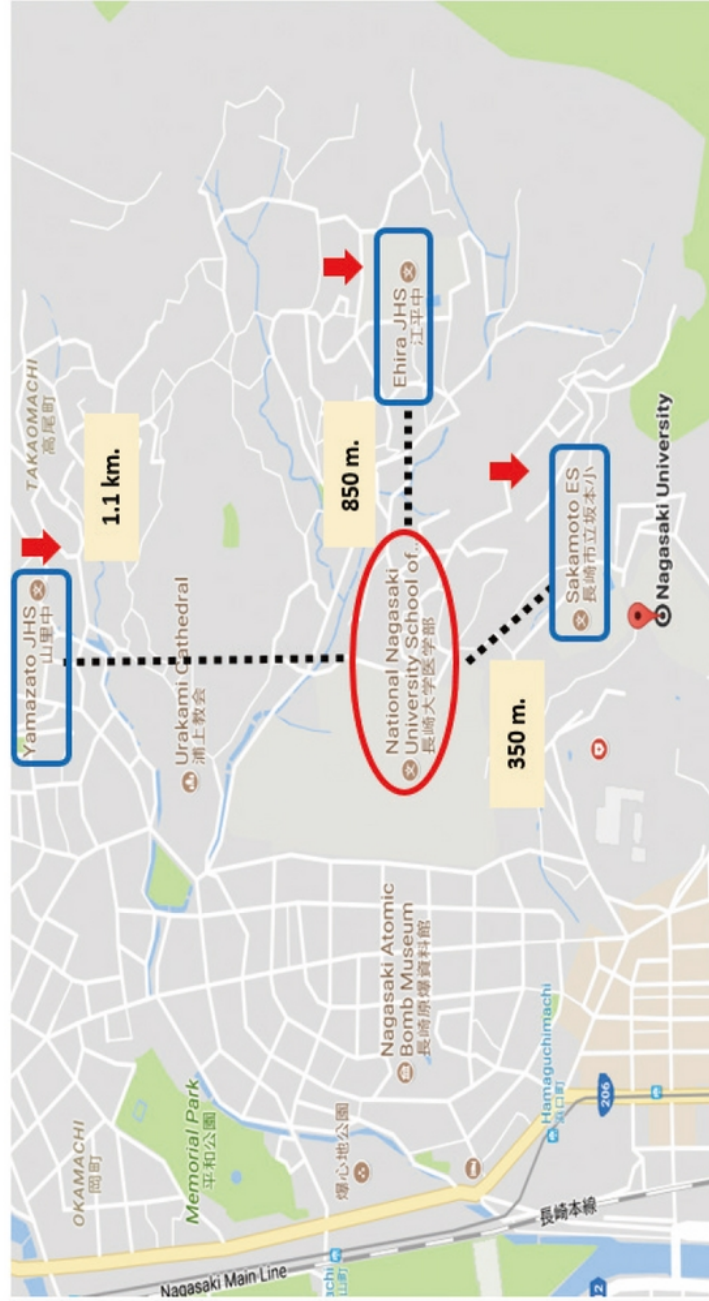 TAKAOMACHI
高尾町
Yamazato JHS
山里中
1.1 km.
Urakami Cathedral
浦上教会
OKAMACHI
岡町
Memorial Park
平和公園
850 m.
Ehira JHS
江平中
National Nagasaki
University School of...
長崎大学医学部
Nagasaki Atomic
Bomb Museum
長崎原爆資料館
爆心地公園
350 m.
Sakamoto ES
長崎市立坂本小
Nagasaki University
Hamaguchimachi
浜口町
206
長崎本線
Nagasaki Main Line